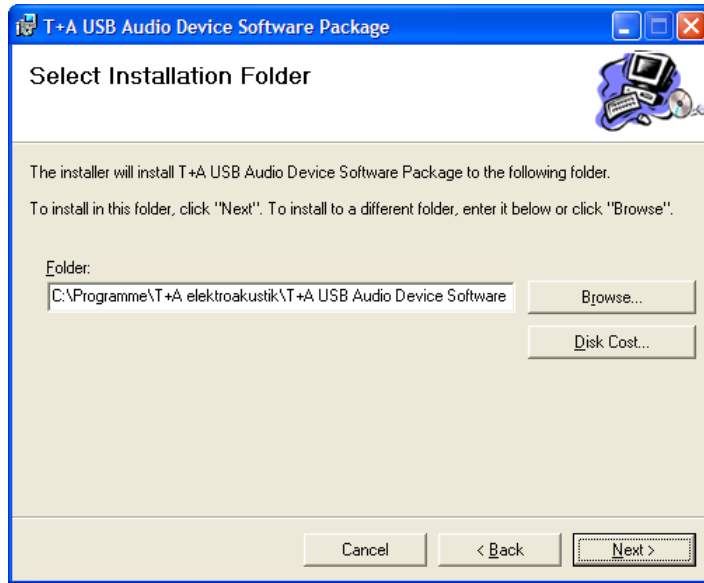 T+A USB Audio Device Software Package
Select Installation Folder
The installer will install T+A USB Audio Device Software Package to the following folder.
To install in this folder, click "Next". To install to a different folder, enter it below or click "Browse".
Folder:
C:\Programme\T+A elektroakustik\T+A USB Audio Device Software
Browse...
Disk Cost...
Cancel
< Back
Next >